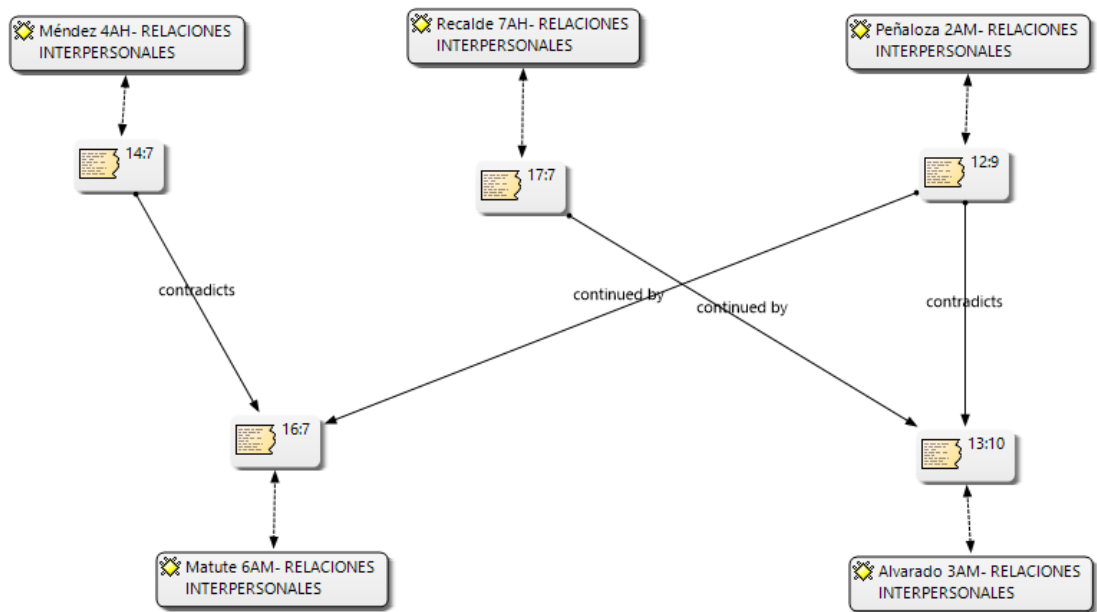 Méndez 4AH- RELACIONES
INTERPERSONALES
Recalde 7AH- RELACIONES
INTERPERSONALES
Peñaloza 2AM- RELACIONES
INTERPERSONALES
14:7
17:7
12:9
contradicts
continued by
continued by
contradicts
16:7
13:10
Matute 6AM- RELACIONES
INTERPERSONALES
Alvarado 3AM- RELACIONES
INTERPERSONALES